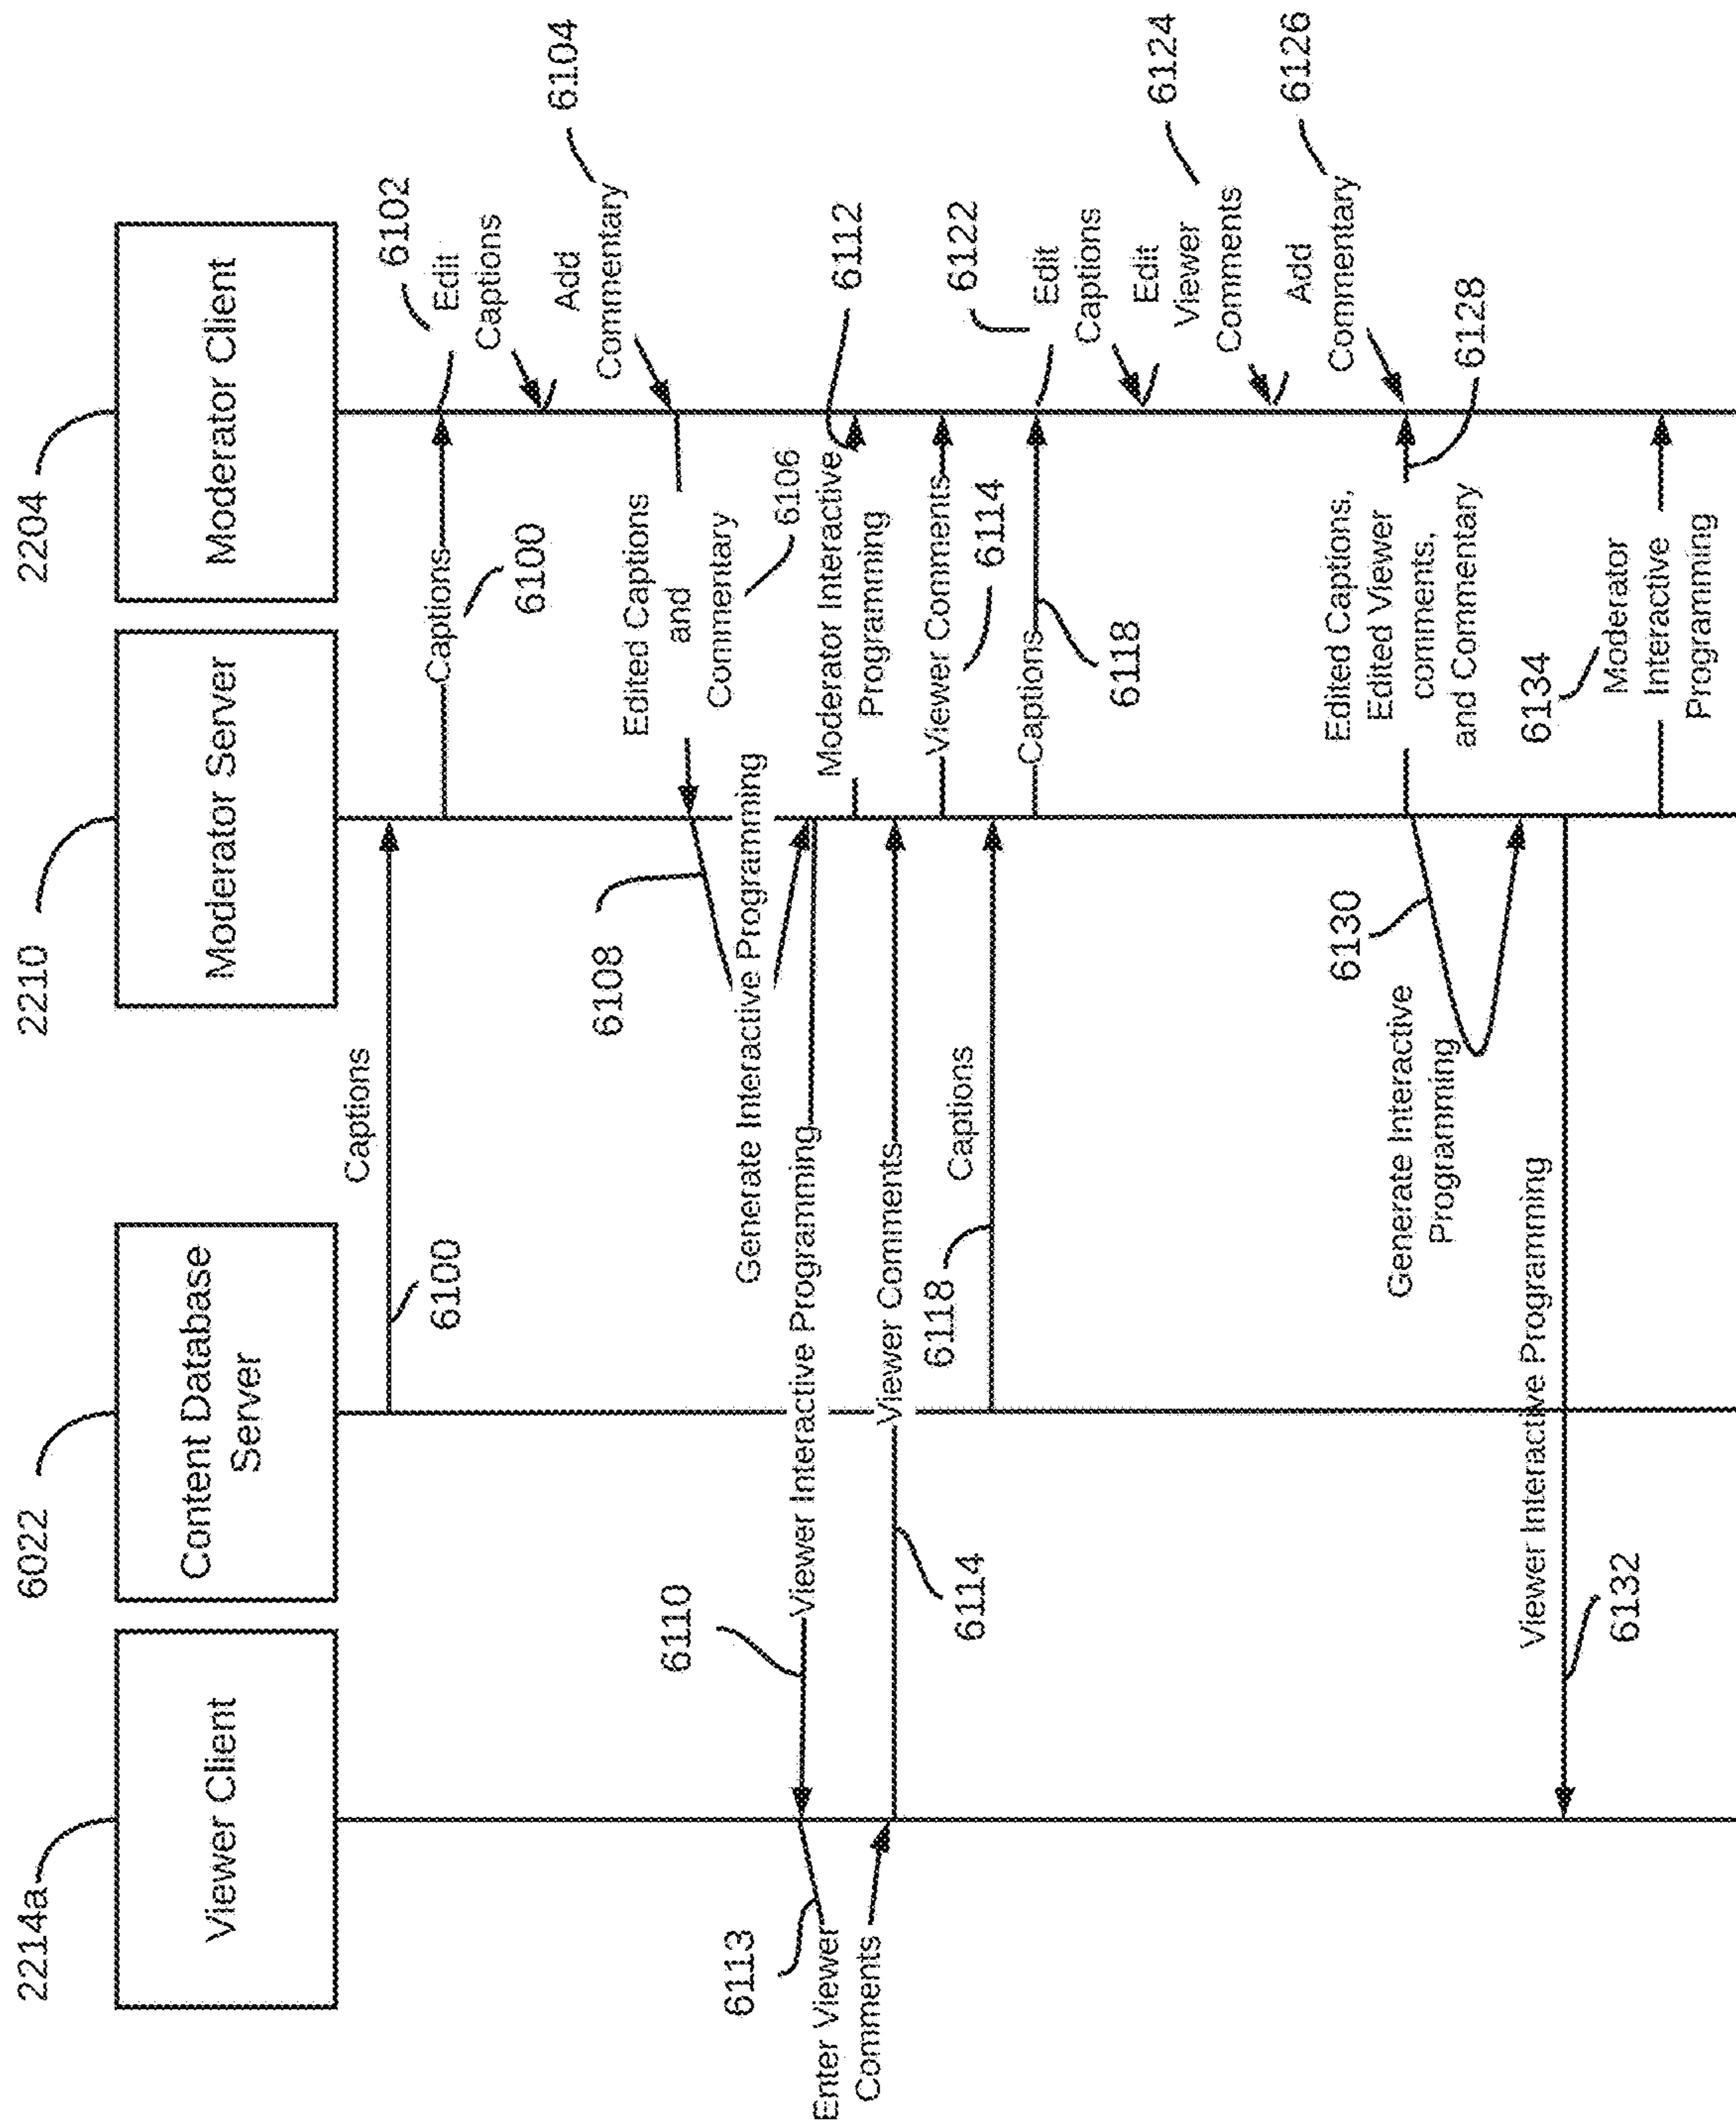 2214a
6022
2210
2204
Viewer Client
Content Database
Server
Moderator Server
Moderator Client
Captions
6100
Captions
6100
6102
Edit
Captions
Add
Commentary
6104
Edited Captions
and
Commentary
6106
6108
Generate Interactive Programming
6110
Viewer Interactive Programming
Moderator Interactive
Programming
6112
6113
Enter Viewer
Comments
Viewer Comments
6114
Viewer Comments
6114
Captions
6118
Captions
6118
6122
Edit
Captions
Edit
Viewer
Comments
6124
Add
Commentary
6126
Edited Captions,
Edited Viewer
comments,
and Commentary
6128
6130
Generate Interactive
Programming
Viewer Interactive Programming
6132
6134
Moderator
Interactive
Programming